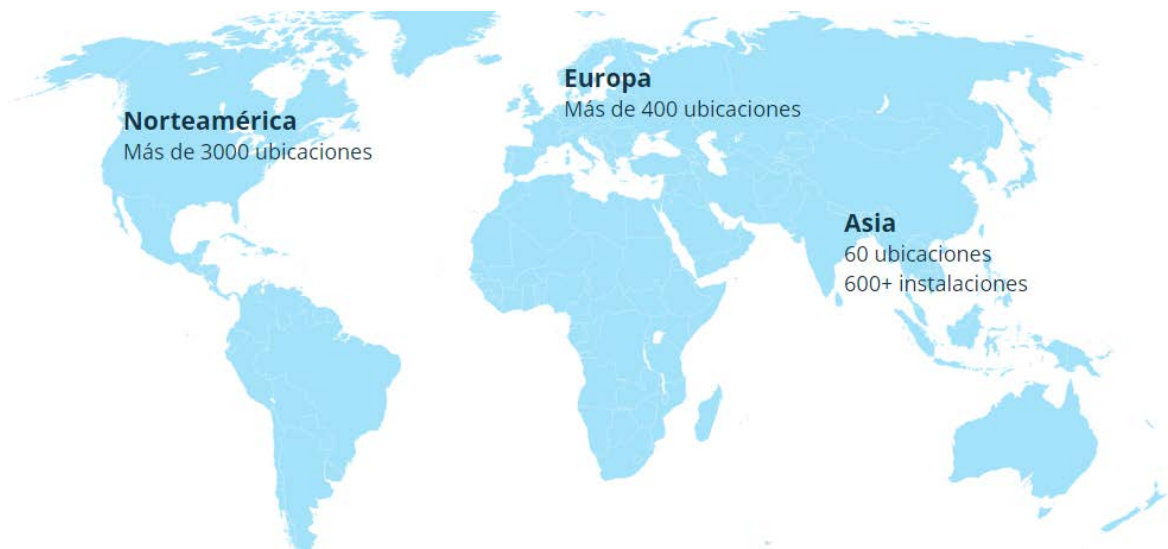 Norteamérica
Más de 3000 ubicaciones
Europa
Más de 400 ubicaciones
Asia
60 ubicaciones
600+ instalaciones